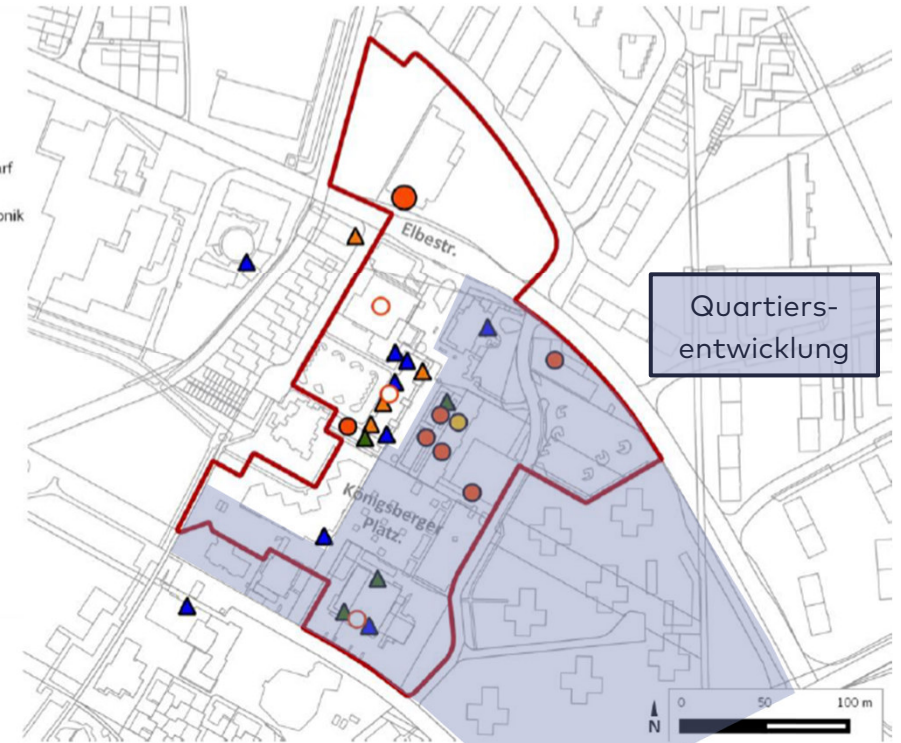 Elbestr.
Quartiers-
entwicklung
Königsberger
Platz.
N
0 50 100 m